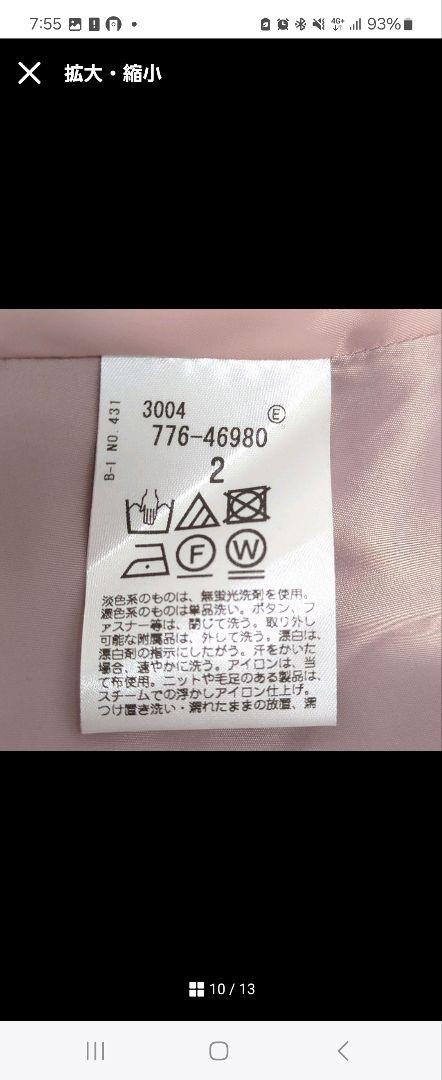 7:55
4G+ 93%
拡大・縮小
B-I NO.431
3004
E
776-46980
2
F W
淡色系のものは、無蛍光洗剤を使用。
濃色系のものは単品洗い。ボタン、フ
ァスナー等は、閉じて洗う。取り外し
可能な附属品は、外して洗う。漂白は、
漂白剤の指示にしたがう。汗をかいた
場合、速やかに洗う。アイロンは、当
て布使用。ニットや毛足のある製品は、
スチームでの浮かしアイロン仕上げ。
つけ置き洗い・濡れたままの放置、濡
10 / 13